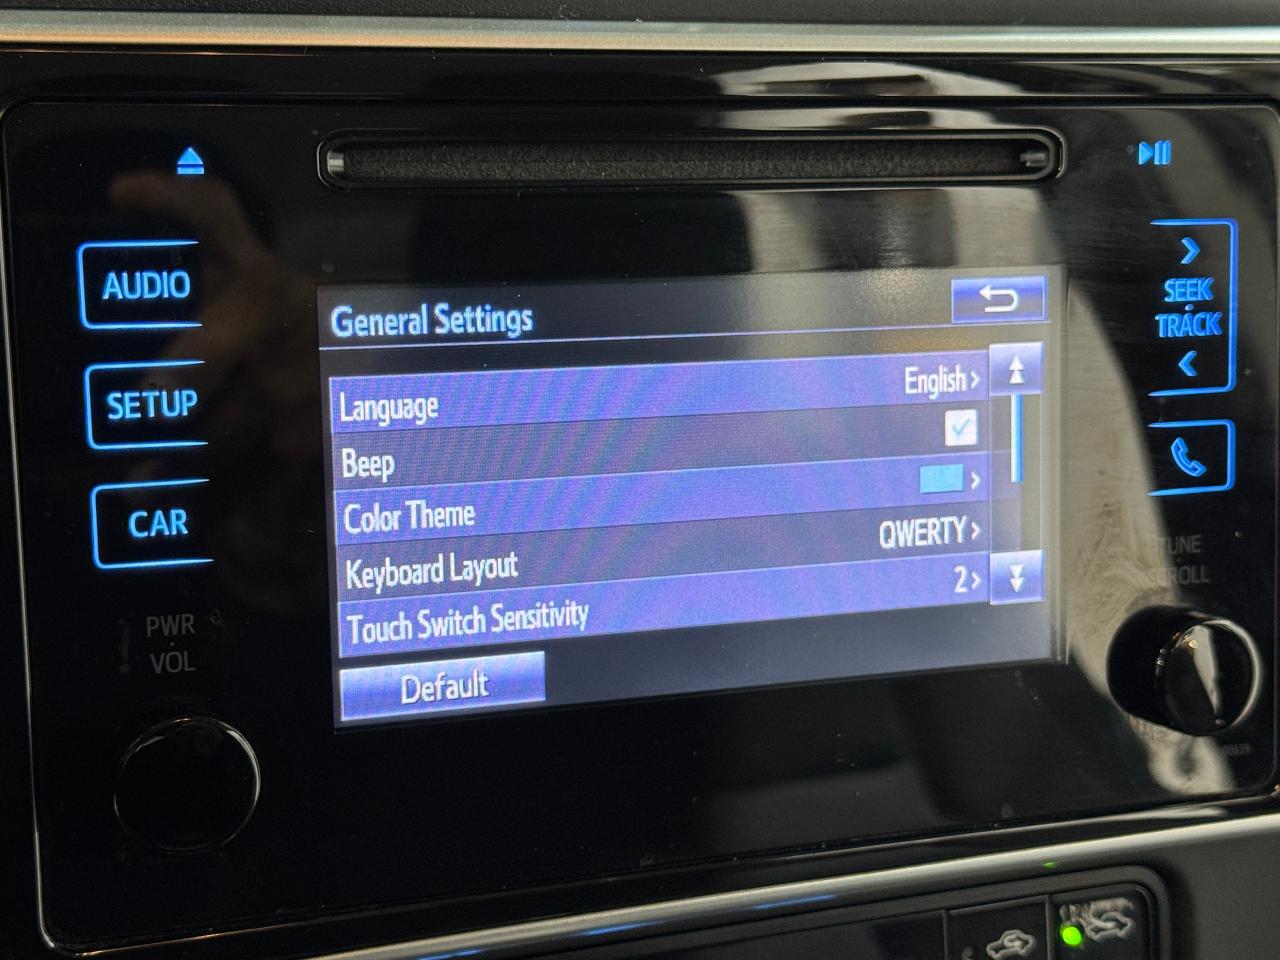 AUDIO
SETUP
CAR
PWR
VOL
General Settings
Language English
Beep
Color Theme
Keyboard Layout QWERTY
Touch Switch Sensitivity 2
Default
SEEK
TRACK
TUNE